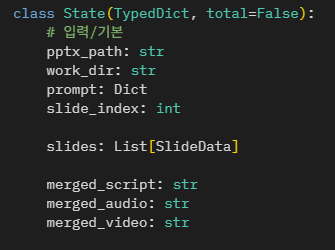 class State(TypedDict, total=False):
    # 입력/기본
    pptx_path: str
    work_dir: str
    prompt: Dict
    slide_index: int

    slides: List[SlideData]

    merged_script: str
    merged_audio: str
    merged_video: str